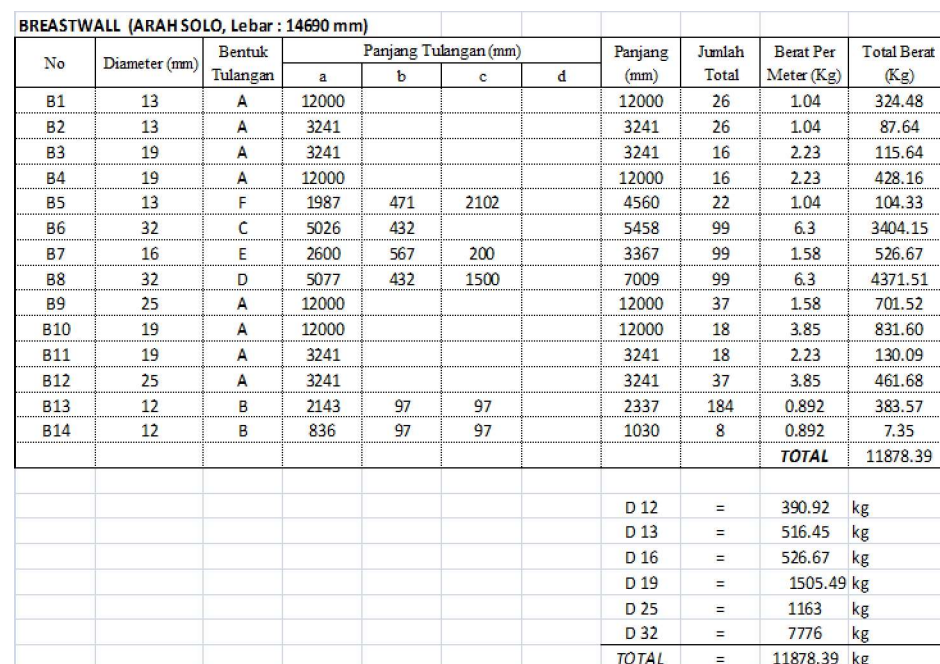 BREASTWALL (ARAH SOLO, Lebar : 14690 mm)
No Diameter (mm) Bentuk Tulangan Panjang Tulangan (mm) Panjang (mm) Jumlah Total Berat Per Meter (Kg) Total Berat (Kg)
a b c d
B1 13 A 12000 12000 26 1.04 324.48
B2 13 A 3241 3241 26 1.04 87.64
B3 19 A 3241 3241 16 2.23 115.64
B4 19 A 12000 12000 16 2.23 428.16
B5 13 F 1987 471 2102 4560 22 1.04 104.33
B6 32 C 5026 432 5458 99 6.3 3404.15
B7 16 E 2600 567 200 3367 99 1.58 526.67
B8 32 D 5077 432 1500 7009 99 6.3 4371.51
B9 25 A 12000 12000 37 1.58 701.52
B10 19 A 12000 12000 18 3.85 831.60
B11 19 A 3241 3241 18 2.23 130.09
B12 25 A 3241 3241 37 3.85 461.68
B13 12 B 2143 97 97 2337 184 0.892 383.57
B14 12 B 836 97 97 1030 8 0.892 7.35
TOTAL 11878.39
D 12 = 390.92 kg
D 13 = 516.45 kg
D 16 = 526.67 kg
D 19 = 1505.49 kg
D 25 = 1163 kg
D 32 = 7776 kg
TOTAL = 11878.39 kg